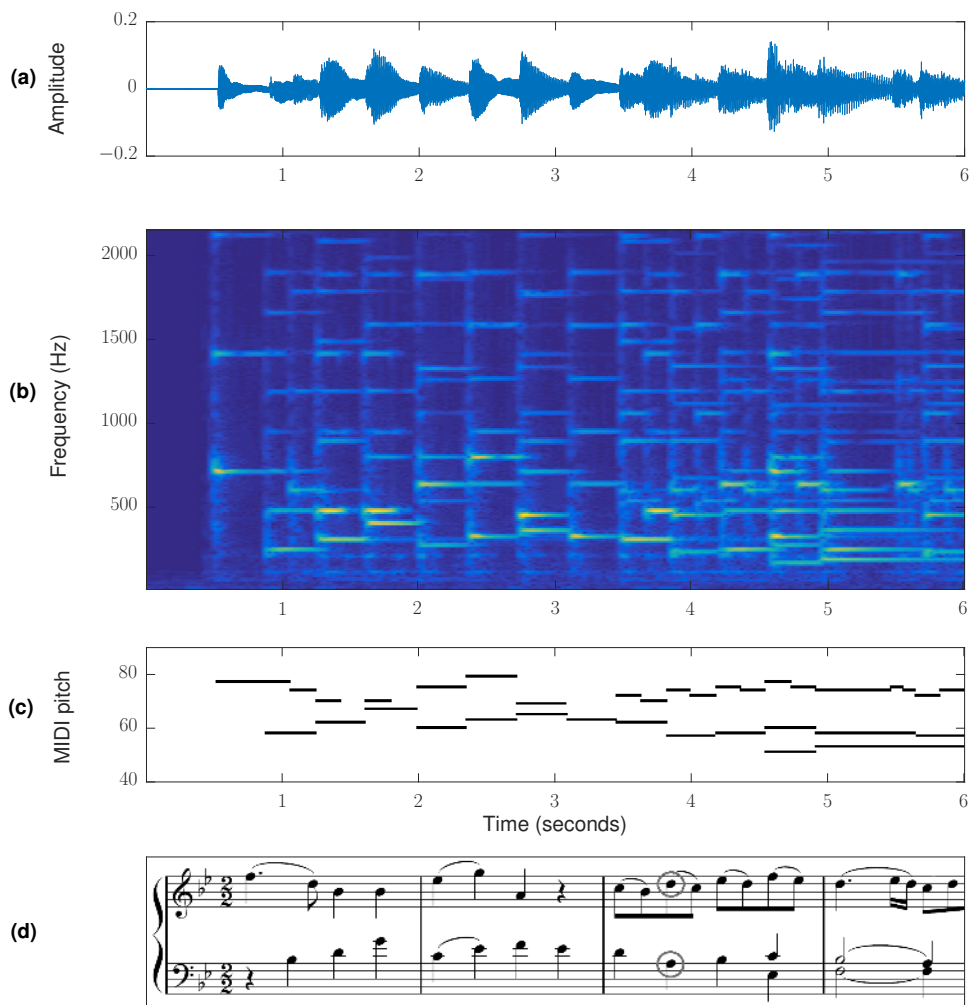 (a)
Amplitude
0.2
0
−0.2
1 2 3 4 5 6
(b)
Frequency (Hz)
2000
1500
1000
500
1 2 3 4 5 6
(c)
MIDI pitch
80
60
40
1 2 3 4 5 6
Time (seconds)
(d)
2
2
2
2